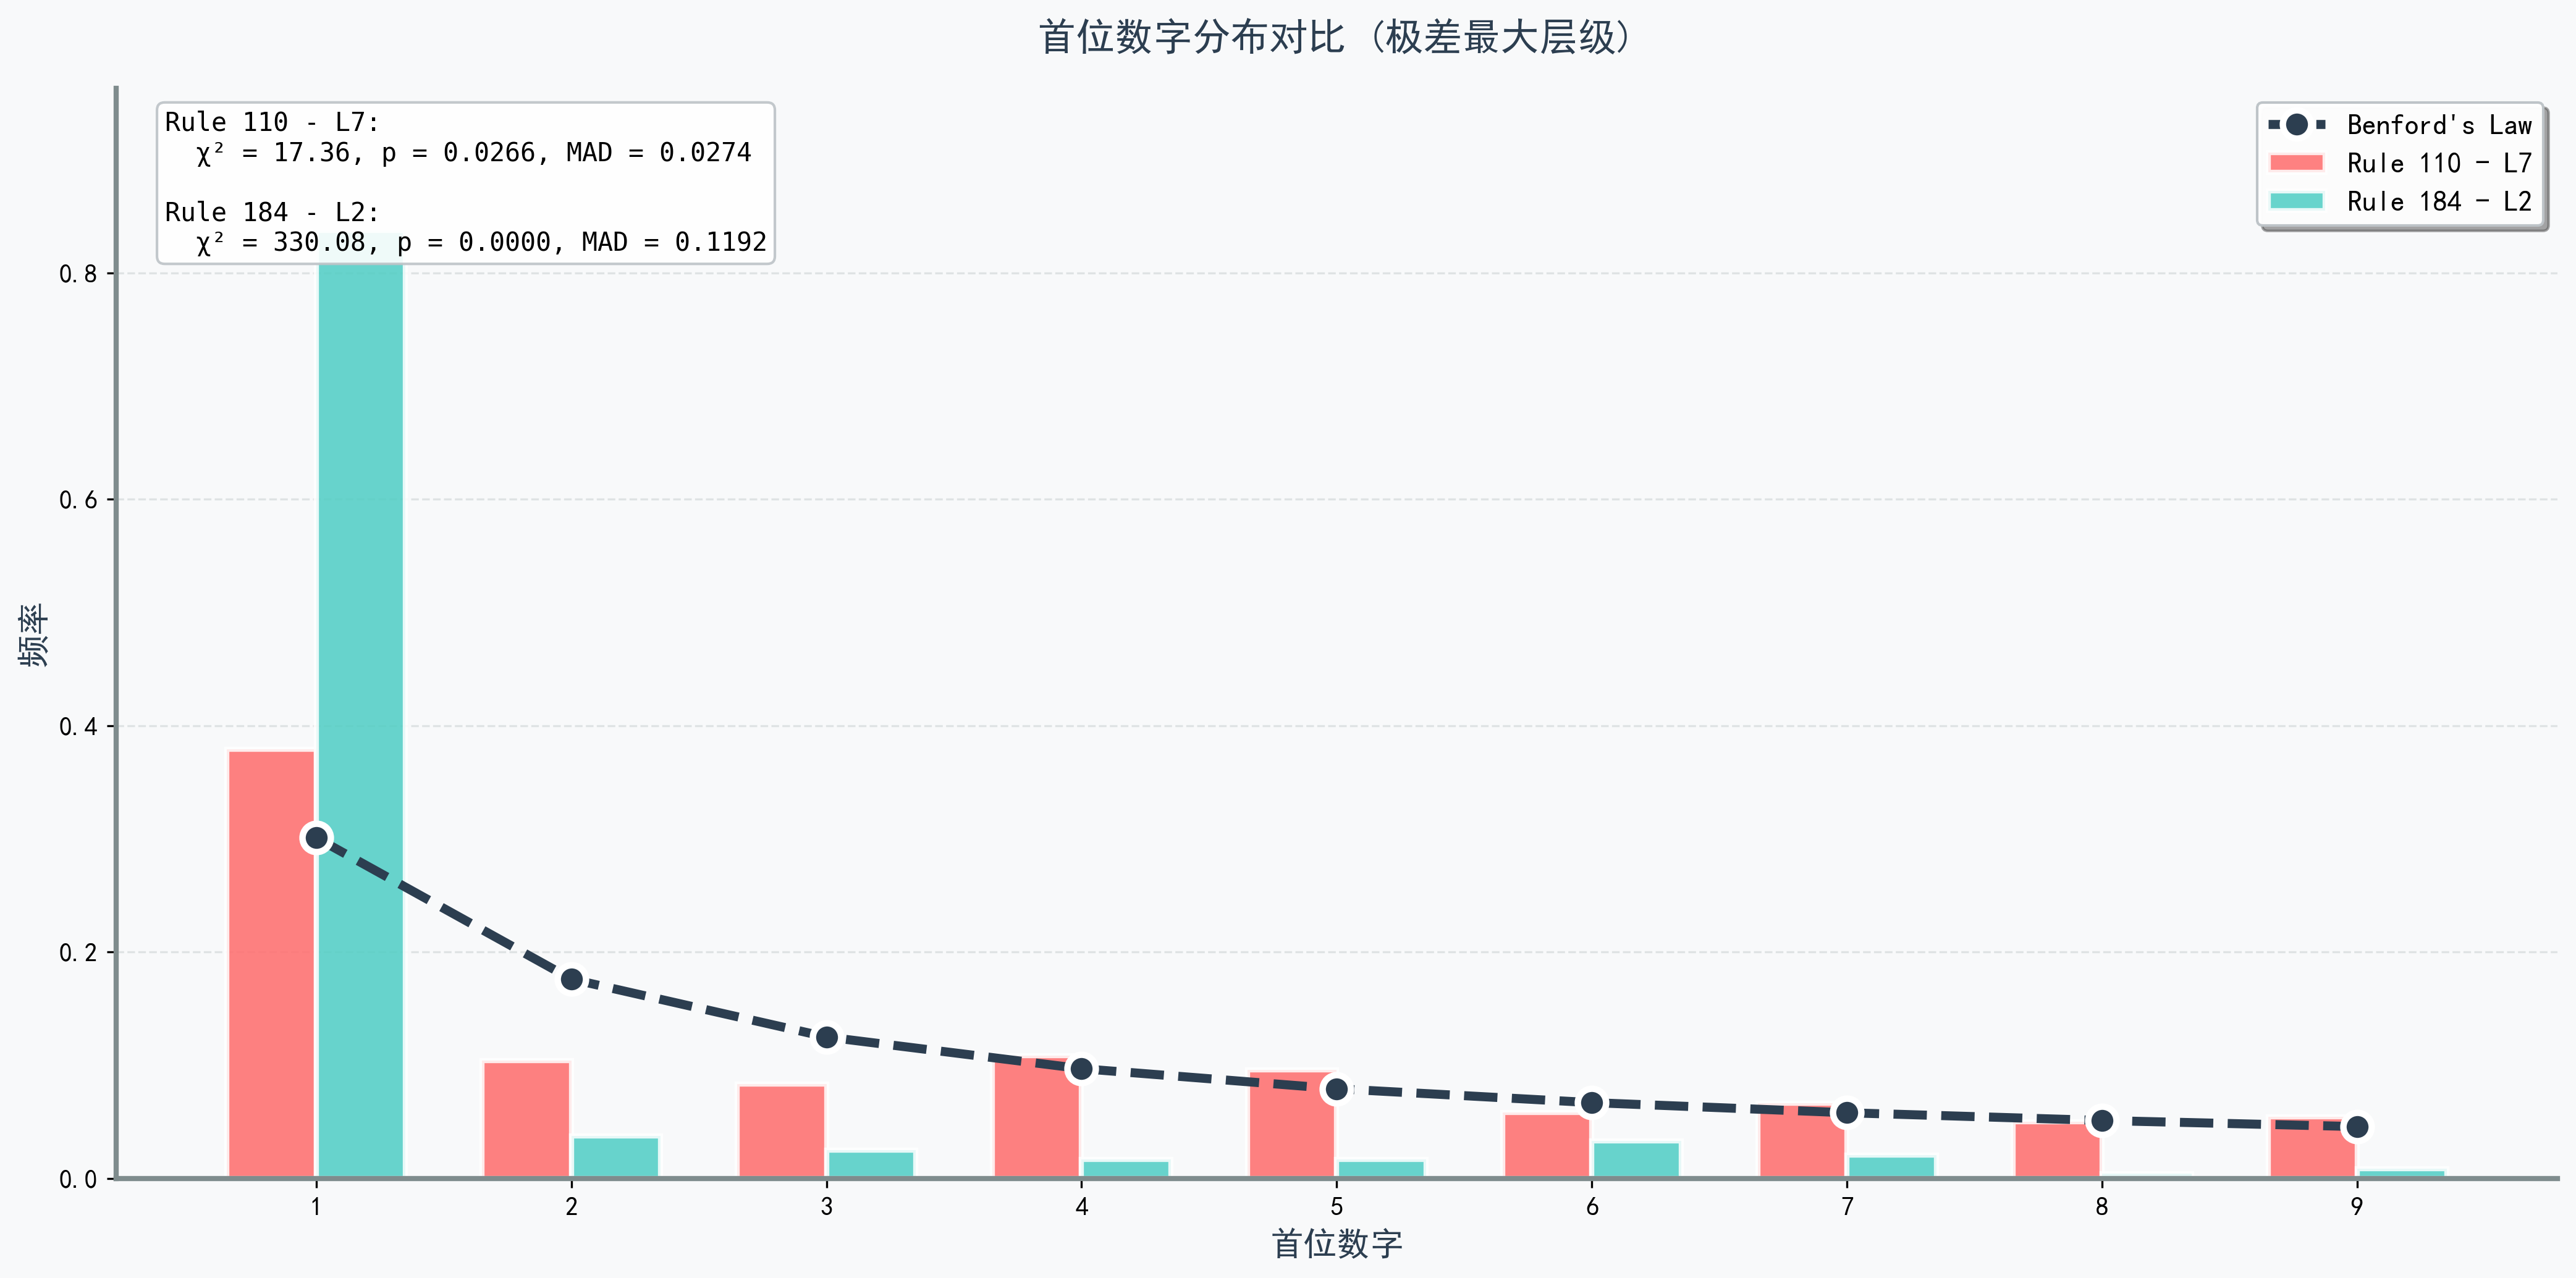 首位数字分布对比 (极差最大层级)
Rule 110 - L7:
χ² = 17.36, p = 0.0266, MAD = 0.0274
Rule 184 - L2:
χ² = 330.08, p = 0.0000, MAD = 0.1192
Benford's Law
Rule 110 - L7
Rule 184 - L2
频率
0.8
0.6
0.4
0.2
0.0
1 2 3 4 5 6 7 8 9
首位数字